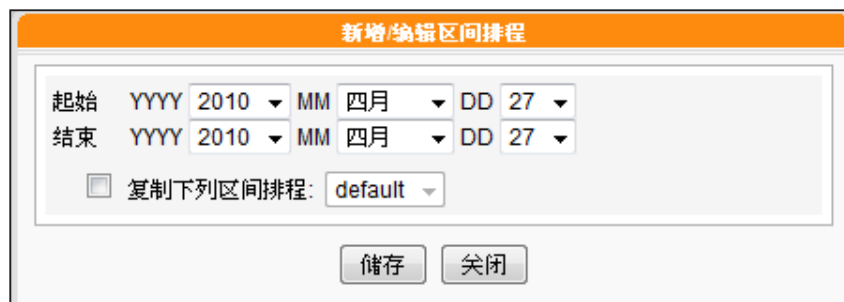 新增/编辑区间排程
起始 YYYY 2010 MM 四月 DD 27
结束 YYYY 2010 MM 四月 DD 27
复制下列区间排程: default
储存 关闭